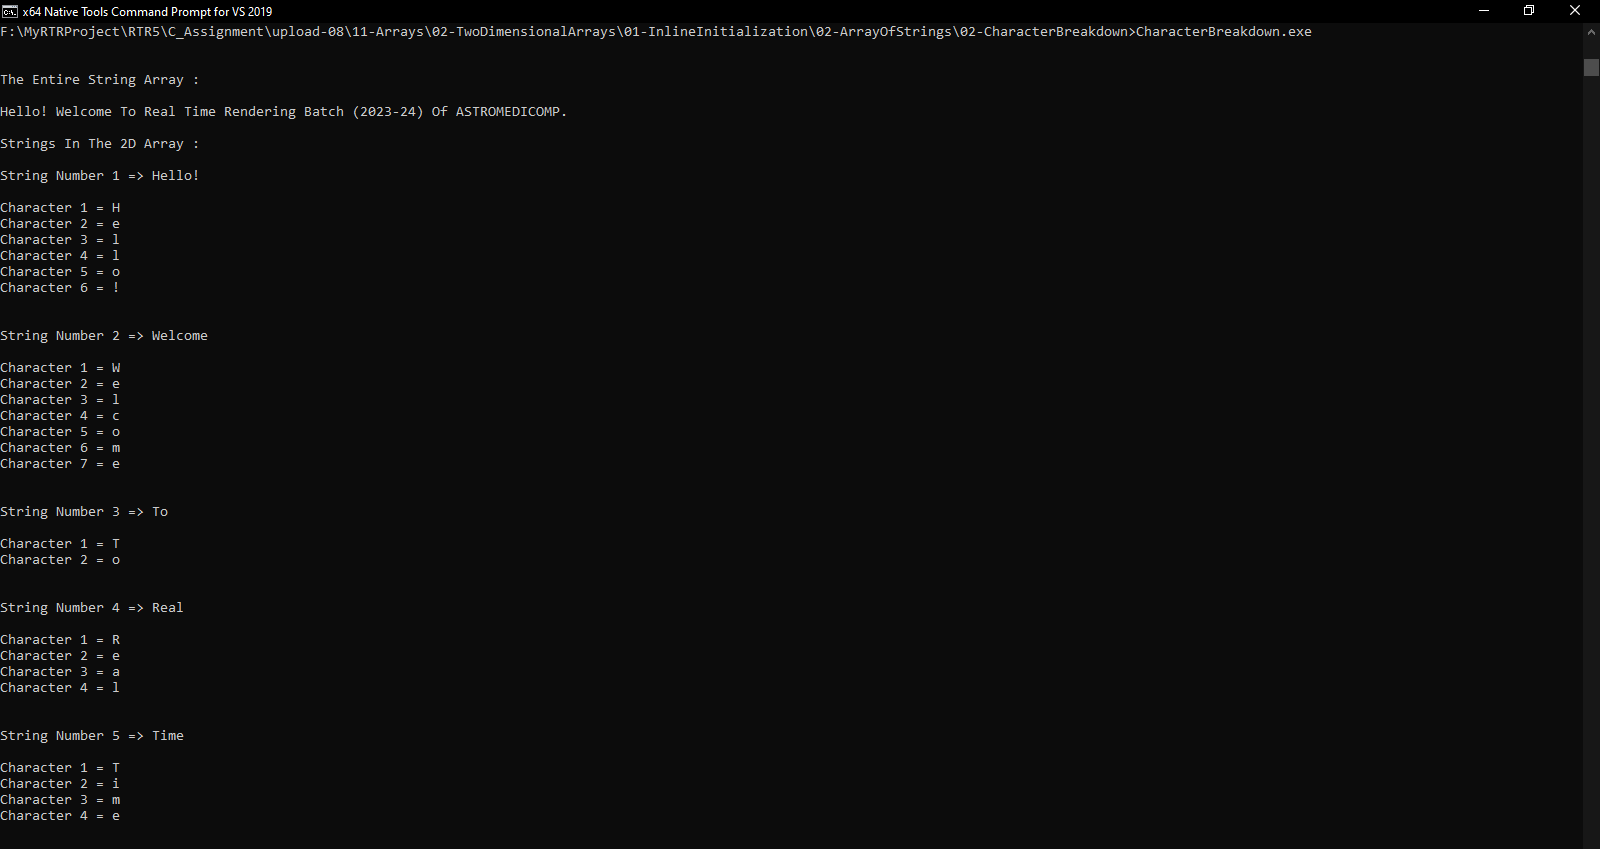 x64 Native Tools Command Prompt for VS 2019
F:\MyRTRProject\RTR5\C_Assignment\upload-08\11-Arrays\02-TwoDimensionalArrays\01-InlineInitialization\02-ArrayOfStrings\02-CharacterBreakdown>CharacterBreakdown.exe
The Entire String Array :
Hello! Welcome To Real Time Rendering Batch (2023-24) Of ASTROMEDICOMP.
Strings In The 2D Array :
String Number 1 => Hello!
Character 1 = H
Character 2 = e
Character 3 = l
Character 4 = l
Character 5 = o
Character 6 = !
String Number 2 => Welcome
Character 1 = W
Character 2 = e
Character 3 = l
Character 4 = c
Character 5 = o
Character 6 = m
Character 7 = e
String Number 3 => To
Character 1 = T
Character 2 = o
String Number 4 => Real
Character 1 = R
Character 2 = e
Character 3 = a
Character 4 = l
String Number 5 => Time
Character 1 = T
Character 2 = i
Character 3 = m
Character 4 = e